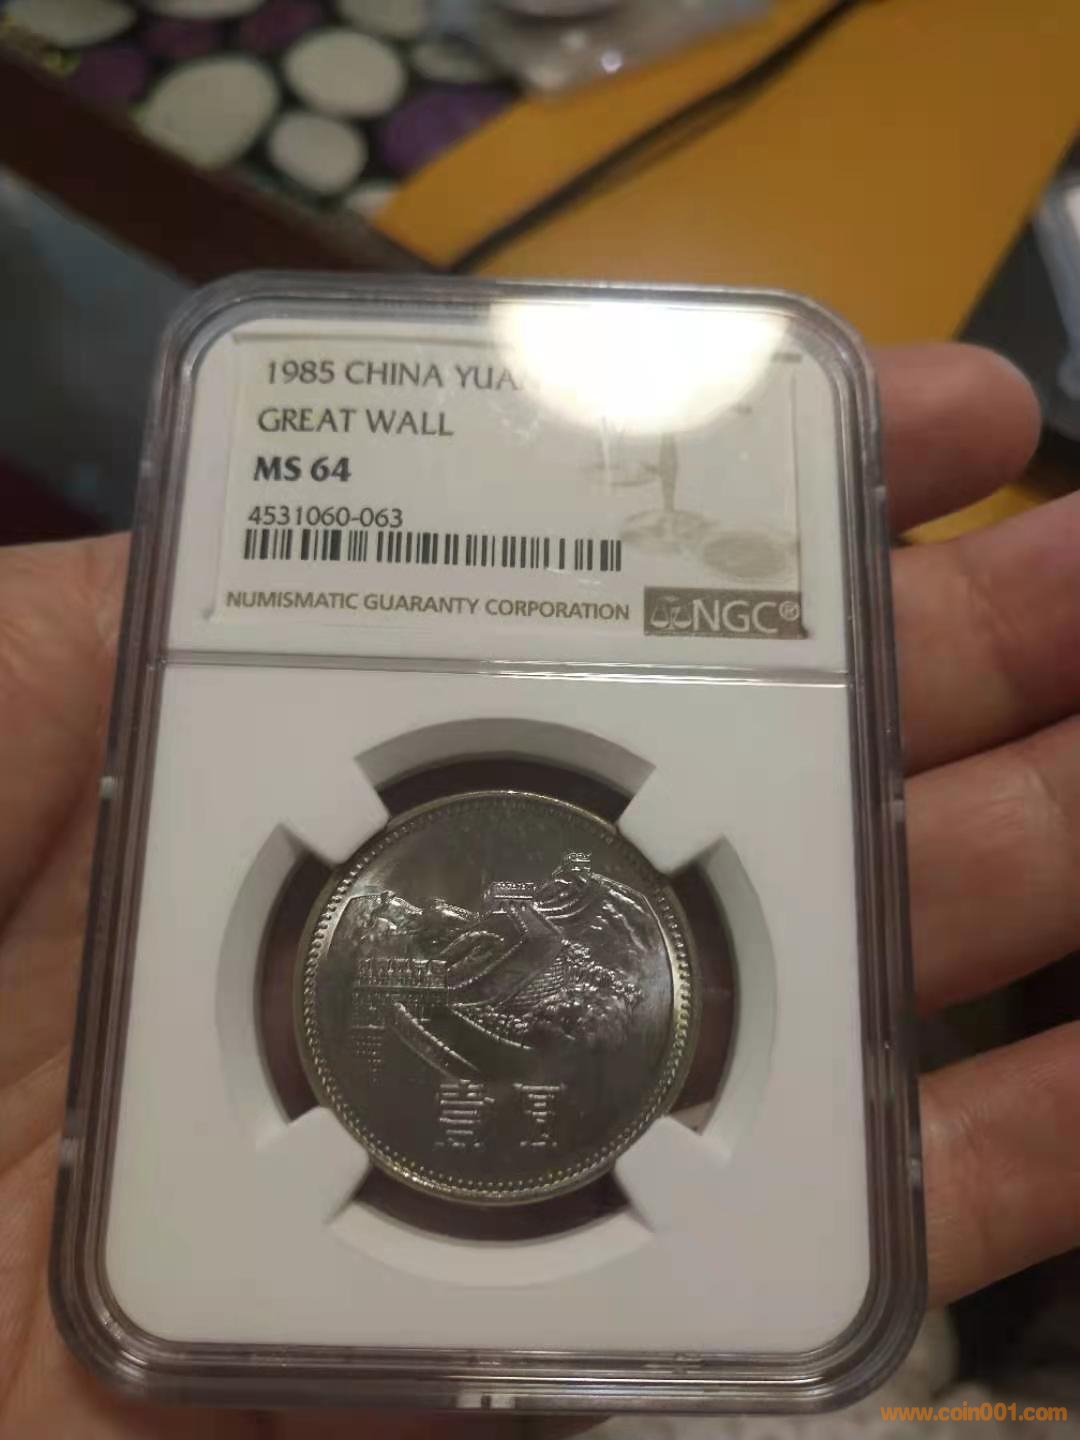 1985 CHINA YUA
GREAT WALL
MS 64
4531060-063
NUMISMATIC GUARANTY CORPORATION
NGC®
壹 圆
www.coin001.com